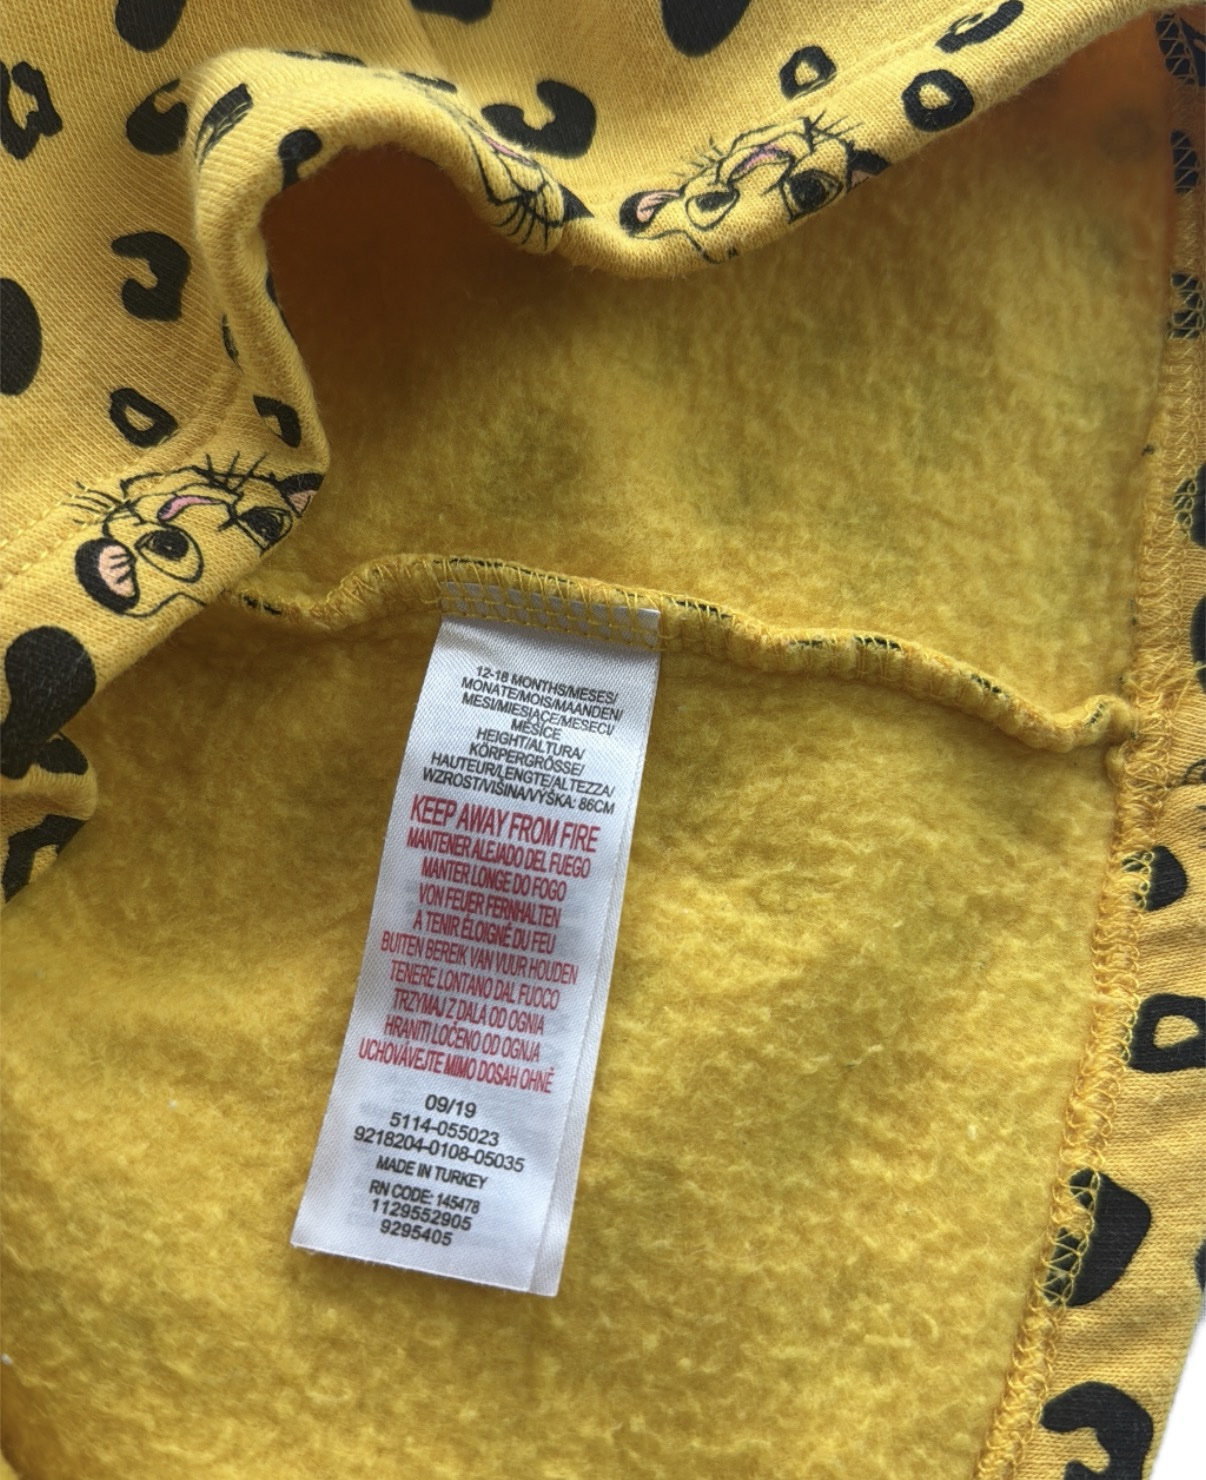 12-18 MONTHS/MESES/
MONATE/MOIS/MAANDEN/
MESI/MIESIĄCE/MESECI/
MĚSÍCE
HEIGHT/ALTURA/
KÖRPERGRÖSSE/
HAUTEUR/LENGTE/ALTEZZA/
WZROST/VIŠINA/VÝŠKA: 86CM
KEEP AWAY FROM FIRE
MANTENER ALEJADO DEL FUEGO
MANTER LONGE DO FOGO
VON FEUER FERNHALTEN
À TENIR ÉLOIGNÉ DU FEU
BUITEN BEREIK VAN VUUR HOUDEN
TENERE LONTANO DAL FUOCO
TRZYMAJ Z DALA OD OGNIA
HRANITI LOČENO OD OGNJA
UCHOVÁVEJTE MIMO DOSAH OHNĚ
09/19
5114-055023
9218204-0108-05035
MADE IN TURKEY
RN CODE: 145478
1129552905
9295405